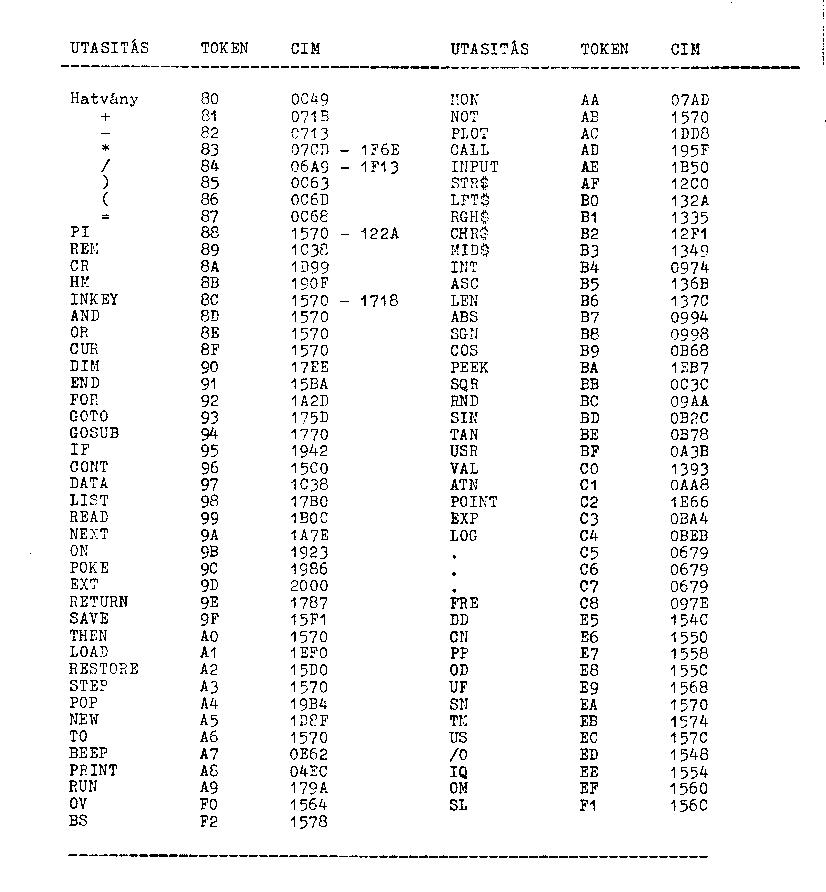 UTASITÁS TOKEN CIM UTASITÁS TOKEN CIM
Hatvány 80 0C49 MON AA 07AD
+ 81 071B NOT AB 1570
- 82 0713 PLOT AC 1DD8
* 83 07CD - 1F6E CALL AD 195F
/ 84 06A9 - 1F13 INPUT AE 1B50
) 85 0C63 STR$ AF 12C0
( 86 0C6D LFT$ B0 132A
= 87 0C68 RGH$ B1 1335
PI 88 1570 - 122A CHR$ B2 12F1
REM 89 1C38 MID$ B3 1349
CR 8A 1D99 INT B4 0974
HM 8B 190F ASC B5 136B
INKEY 8C 1570 - 1718 LEN B6 137C
AND 8D 1570 ABS B7 0994
OR 8E 1570 SGN B8 0998
CUR 8F 1570 COS B9 0B68
DIM 90 17EE PEEK BA 1EB7
END 91 15BA SQR BB 0C3C
FOR 92 1A2D RND BC 09AA
GOTO 93 175D SIN BD 0B2C
GOSUB 94 1770 TAN BE 0B78
IF 95 1942 USR BF 0A3B
CONT 96 15C0 VAL C0 1393
DATA 97 1C38 ATN C1 0AA8
LIST 98 17B0 POINT C2 1E66
READ 99 1B0C EXP C3 0BA4
NEXT 9A 1A7E LOG C4 0BEB
ON 9B 1923 . C5 0679
POKE 9C 1986 . C6 0679
EXT 9D 2000 . C7 0679
RETURN 9E 1787 FRE C8 097E
SAVE 9F 15F1 DD E5 154C
THEN A0 1570 CN E6 1550
LOAD A1 1EF0 PP E7 1558
RESTORE A2 15D0 OD E8 155C
STEP A3 1570 UF E9 1568
POP A4 19B4 SN EA 1570
NEW A5 1D8F TM EB 1574
TO A6 1570 US EC 157C
BEEP A7 0E62 /0 ED 1548
PRINT A8 04EC IQ EE 1554
RUN A9 179A OM EF 1560
OV F0 1564 SL F1 156C
BS F2 1578